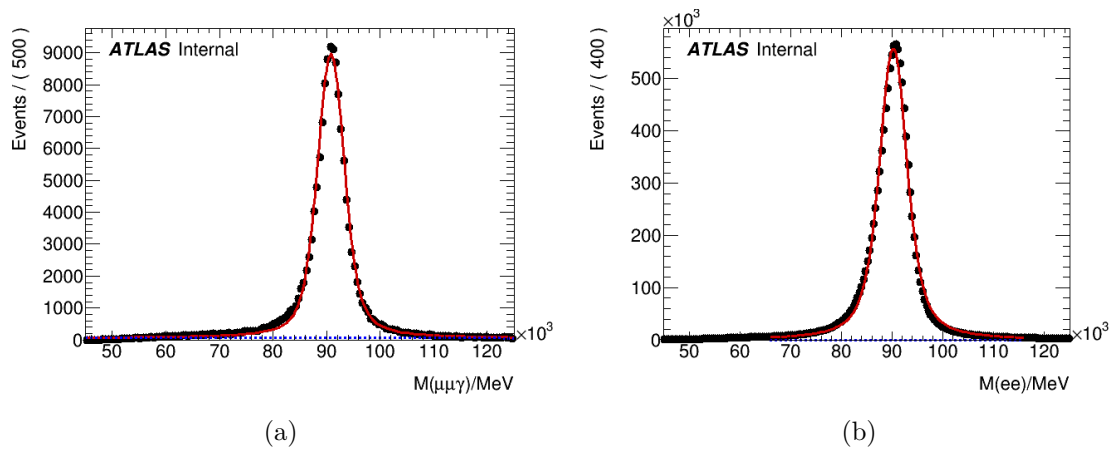 ATLAS Internal
Events / ( 500 )
9000
8000
7000
6000
5000
4000
3000
2000
1000
0
50 60 70 80 90 100 110 120
×10³
M(μμγ)/MeV
(a)
×10³
ATLAS Internal
Events / ( 400 )
500
400
300
200
100
0
50 60 70 80 90 100 110 120
×10³
M(ee)/MeV
(b)